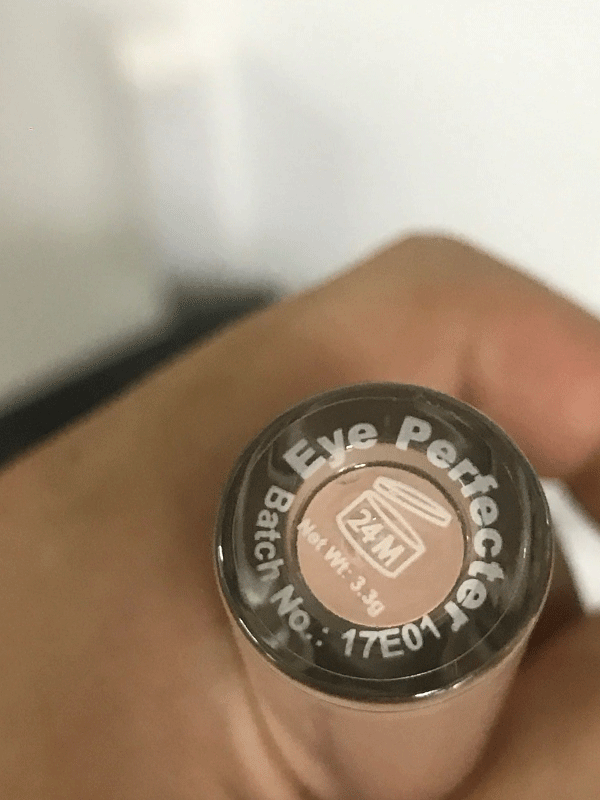 Eye Perfecter
24M
Net Wt: 3.3g
Batch No.: 17E01